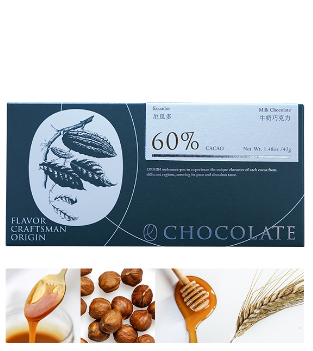 Ecuador
厄瓜多
Milk Chocolate
牛奶巧克力
60% CACAO
Net Wt. 1.48oz/42g
FLAVOR
CRAFTSMAN
ORIGIN
CHOCOLATE